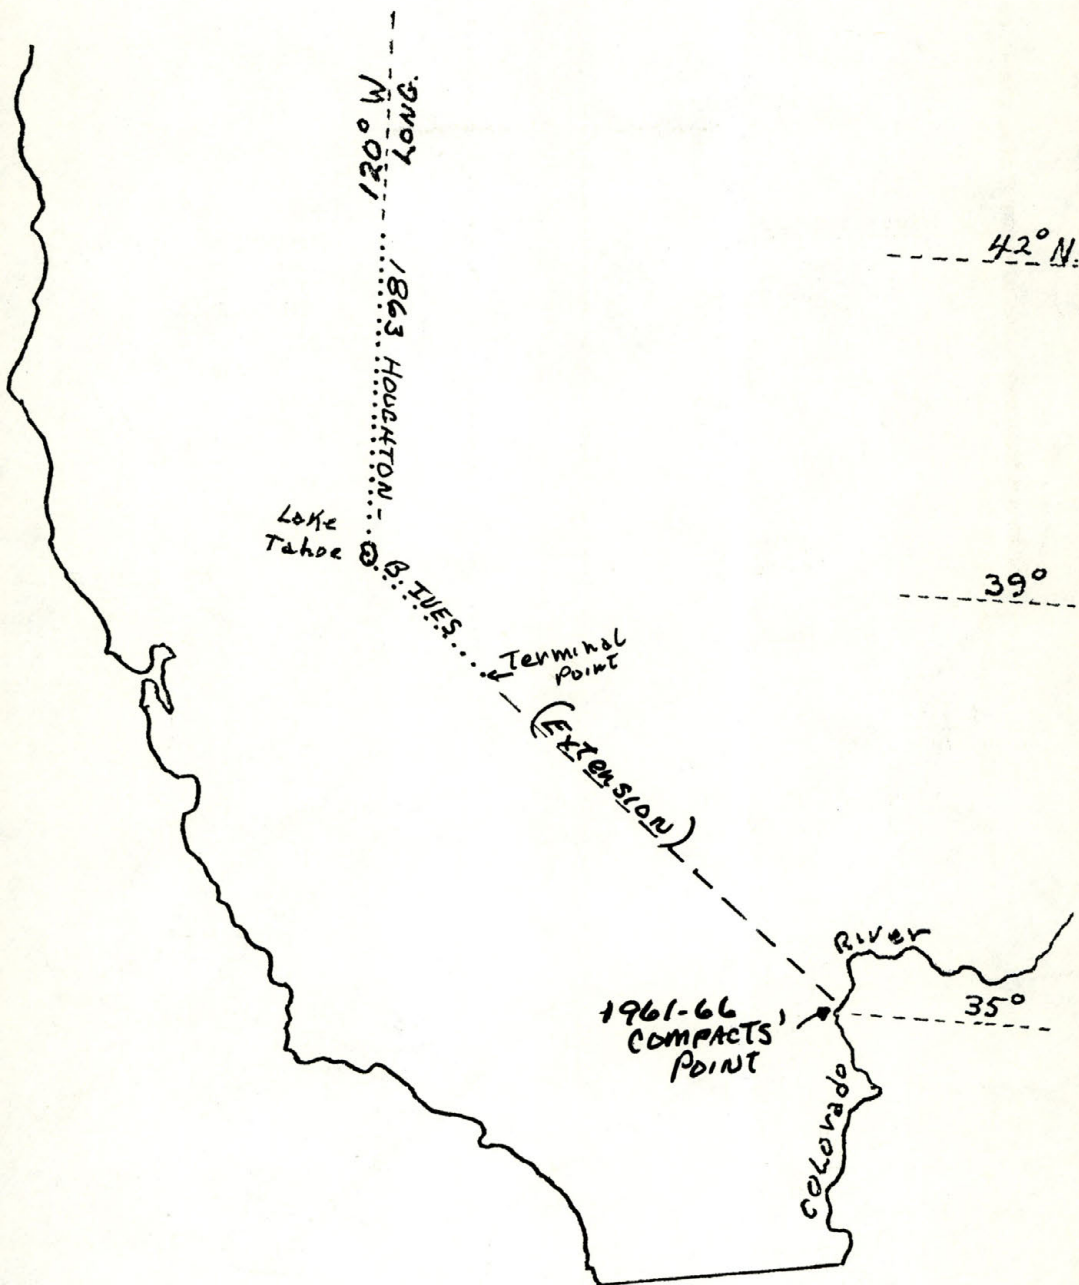 LONG.
120° W
42° N.
1863 HOUGHTON -
Lake
Tahoe
B. IVES
39°
Terminal
Point
(EXTENSION)
River
1961-66
COMPACTS'
POINT
35°
COLORADO